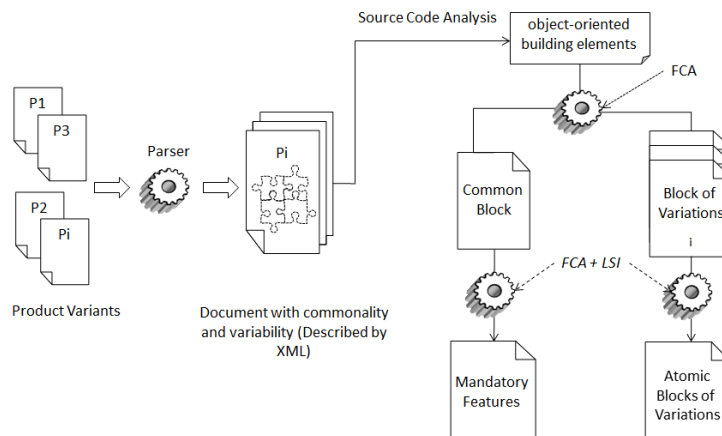 Source Code Analysis
object-oriented
building elements
FCA
P1
P3
Parser
Pi
P2
Pi
Common
Block
Block of
Variations
i
FCA + LSI
Product Variants
Document with commonality
and variability (Described by
XML)
Mandatory
Features
Atomic
Blocks of
Variations